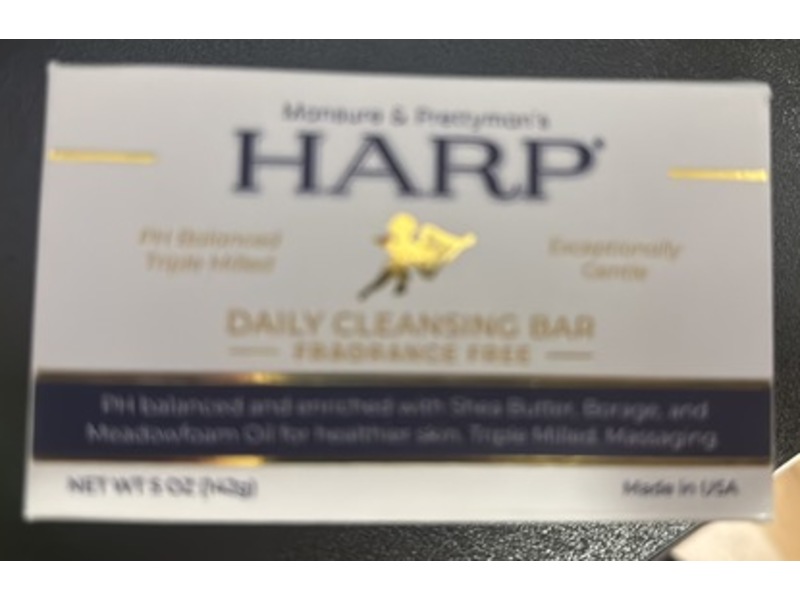 Monsure & Prettyman's
HARP
PH Balanced
Triple Milled
Exceptionally
Gentle
DAILY CLEANSING BAR
FRAGRANCE FREE
PH balanced and enriched with Shea Butter, Borage, and
Meadowfoam Oil for healthier skin. Triple Milled. Massaging.
NET WT 5 OZ (142g)
Made in USA